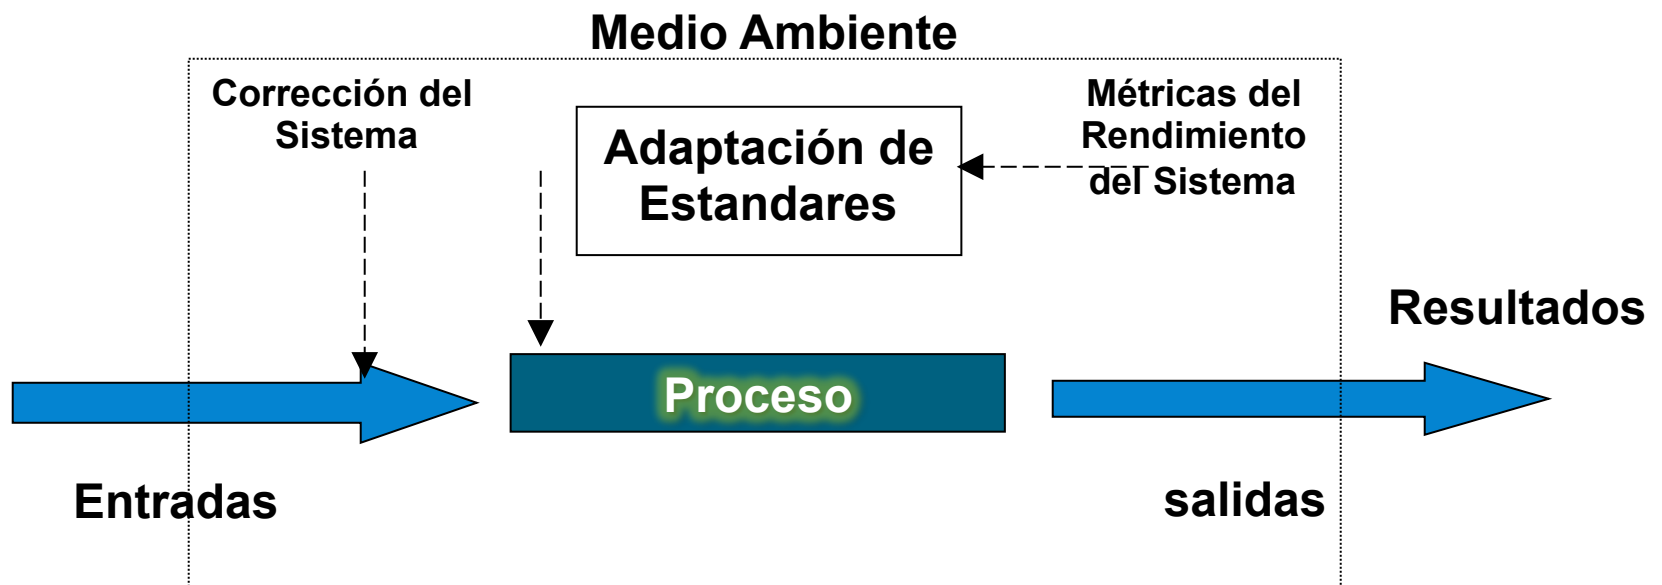 Medio Ambiente
Corrección del
Sistema
Adaptación de
Estandares
Métricas del
Rendimiento
del Sistema
Resultados
Proceso
Entradas
salidas